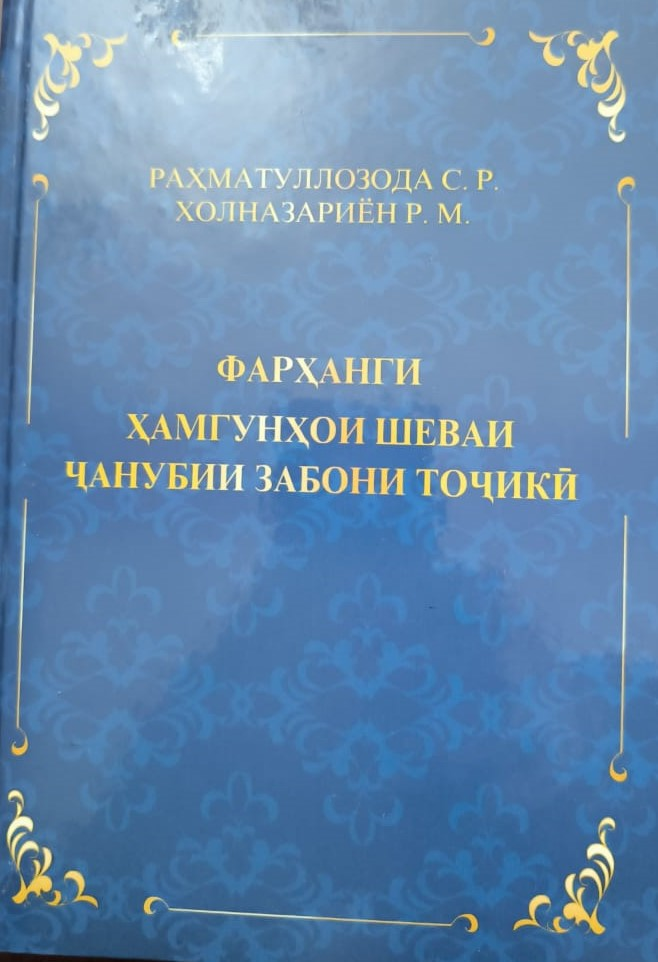 РАҲМАТУЛЛОЗОДА С. Р.
ХОЛНАЗАРИЁН Р. М.
ФАРҲАНГИ
ҲАМГУНҲОИ ШЕВАИ
ҶАНУБИИ ЗАБОНИ ТОҶИКӢ